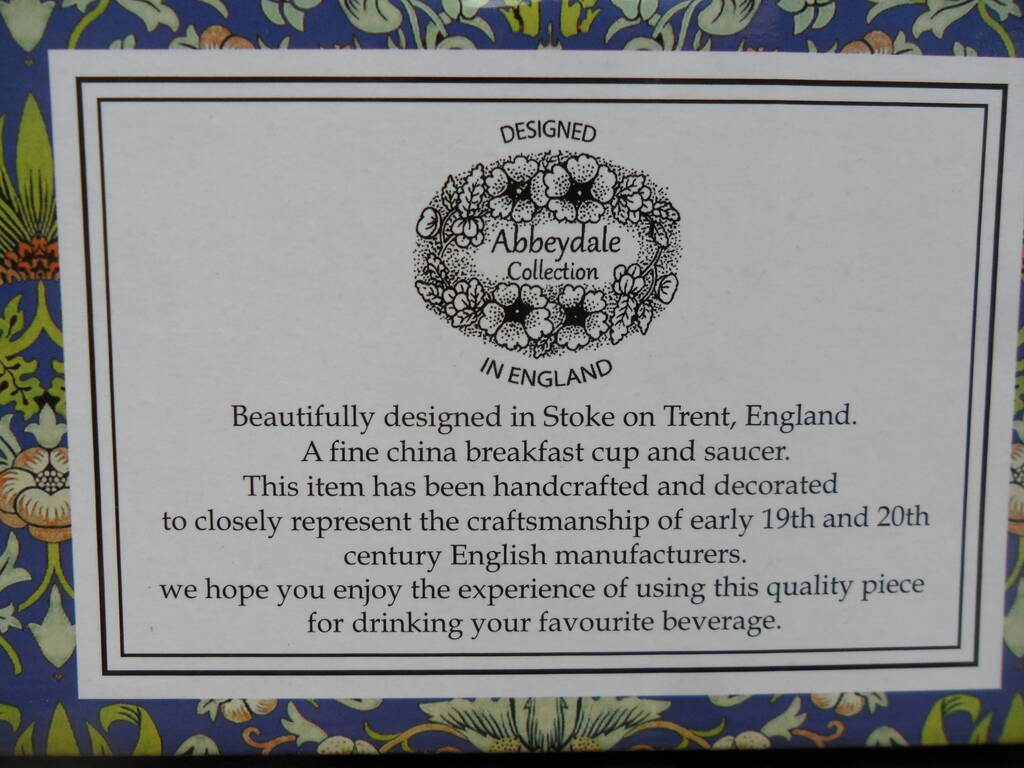 DESIGNED
Abbeydale
Collection
IN ENGLAND
Beautifully designed in Stoke on Trent, England.
A fine china breakfast cup and saucer.
This item has been handcrafted and decorated
to closely represent the craftsmanship of early 19th and 20th
century English manufacturers.
we hope you enjoy the experience of using this quality piece
for drinking your favourite beverage.